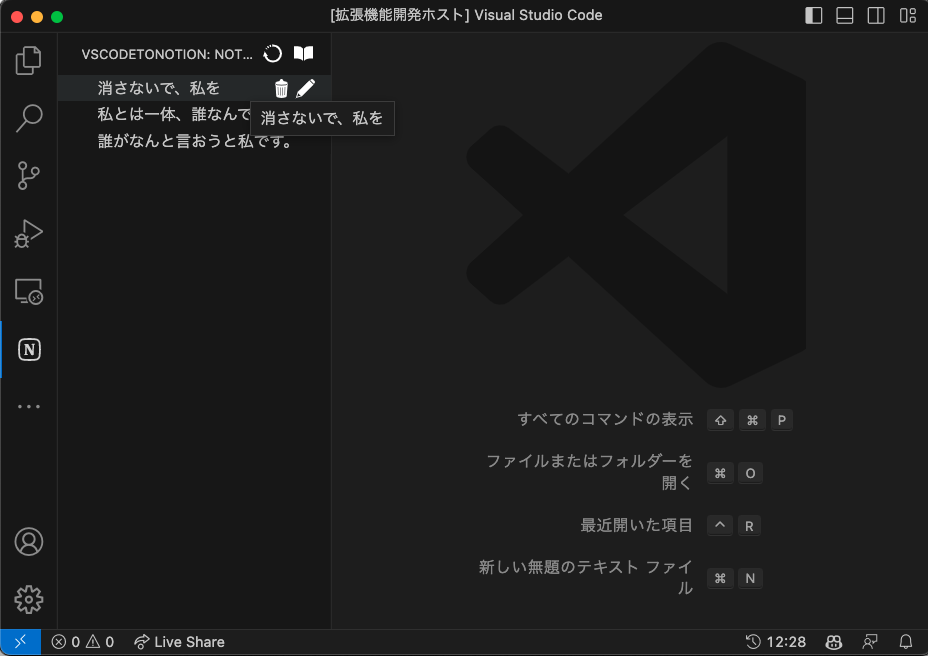 [拡張機能開発ホスト] Visual Studio Code
VSCODETONOTION: NOT...
消さないで、私を
私とは一体、誰なんで
消さないで、私を
誰がなんと言おうと私です。
N
すべてのコマンドの表示 ⇧ ⌘ P
ファイルまたはフォルダーを
開く ⌘ O
最近開いた項目 ^ R
新しい無題のテキスト ファイ
ル ⌘ N
0 0 Live Share 12:28